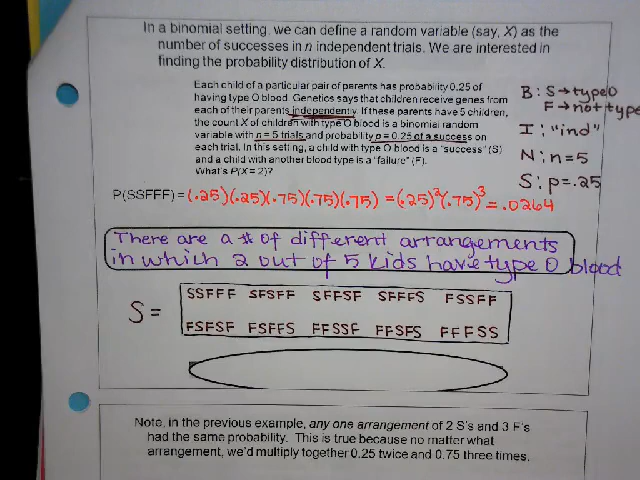 In a binomial setting, we can define a random variable (say, X) as the
number of successes in n independent trials. We are interested in
finding the probability distribution of X.
Each child of a particular pair of parents has probability 0.25 of
having type O blood. Genetics says that children receive genes from
each of their parents independently. If these parents have 5 children,
the count X of children with type O blood is a binomial random
variable with n = 5 trials and probability p = 0.25 of a success on
each trial. In this setting, a child with type O blood is a "success" (S)
and a child with another blood type is a "failure" (F).
What's P(X = 2)?
B: S→type O
F→not type
I: "ind"
N: n=5
S: p=.25
P(SSFFF) = (.25)(.25)(.75)(.75)(.75) = (.25)²(.75)³ = .0264
There are a # of different arrangements
in which 2 out of 5 kids have type O blood
S =
SSFFF SFSFF SFFSF SFFFS FSSFF
FSFSF FSFFS FFSSF FFSFS FFFSS
Note, in the previous example, any one arrangement of 2 S's and 3 F's
had the same probability. This is true because no matter what
arrangement, we'd multiply together 0.25 twice and 0.75 three times.